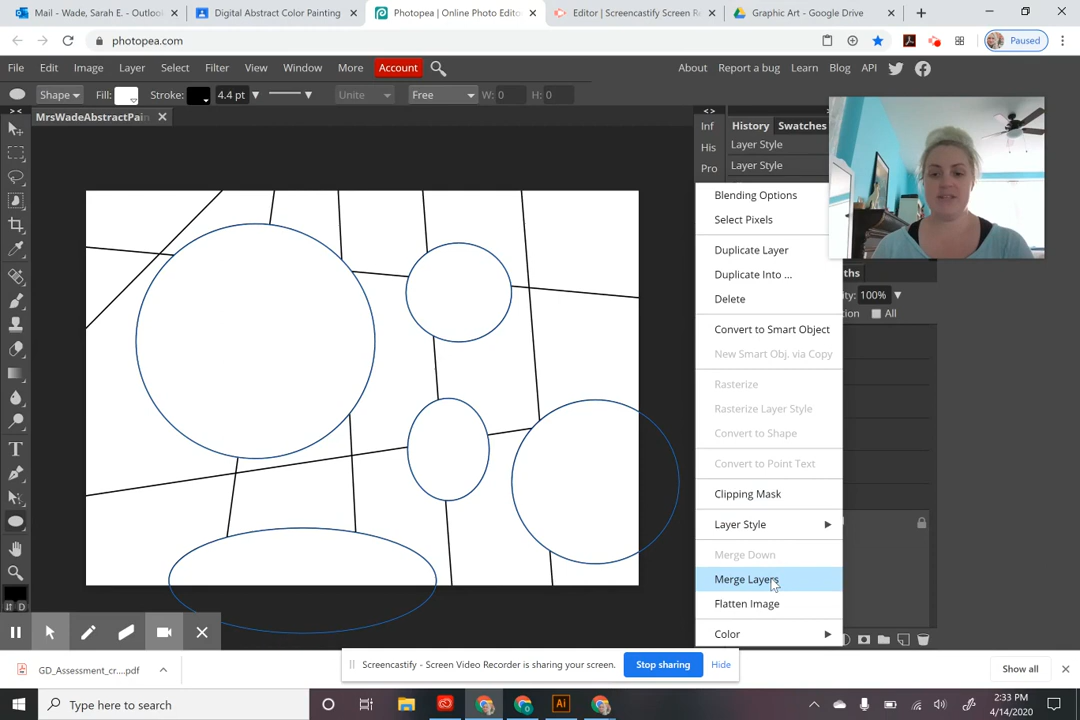 Mail - Wade, Sarah E. - Outloo
Digital Abstract Color Painting
Photopea | Online Photo Edito
Editor | Screencastify Screen R
Graphic Art - Google Drive
photopea.com
Paused
File Edit Image Layer Select Filter View Window More Account
About Report a bug Learn Blog API
Shape Fill: Stroke: 4.4 pt Unite Free W: 0 H: 0
MrsWadeAbstractPain
> <
< >
Inf
His
Pro
History Swatches
Layer Style
Layer Style
Blending Options
Select Pixels
Duplicate Layer
Duplicate Into ...
Delete
Convert to Smart Object
New Smart Obj. via Copy
Rasterize
Rasterize Layer Style
Convert to Shape
Convert to Point Text
Clipping Mask
Layer Style
Merge Down
Merge Layers
Flatten Image
Color
ths
ity: 100%
tion All
D
GD_Assessment_cr....pdf
Screencastify - Screen Video Recorder is sharing your screen.
Stop sharing
Hide
Show all
Type here to search
2:33 PM
4/14/2020